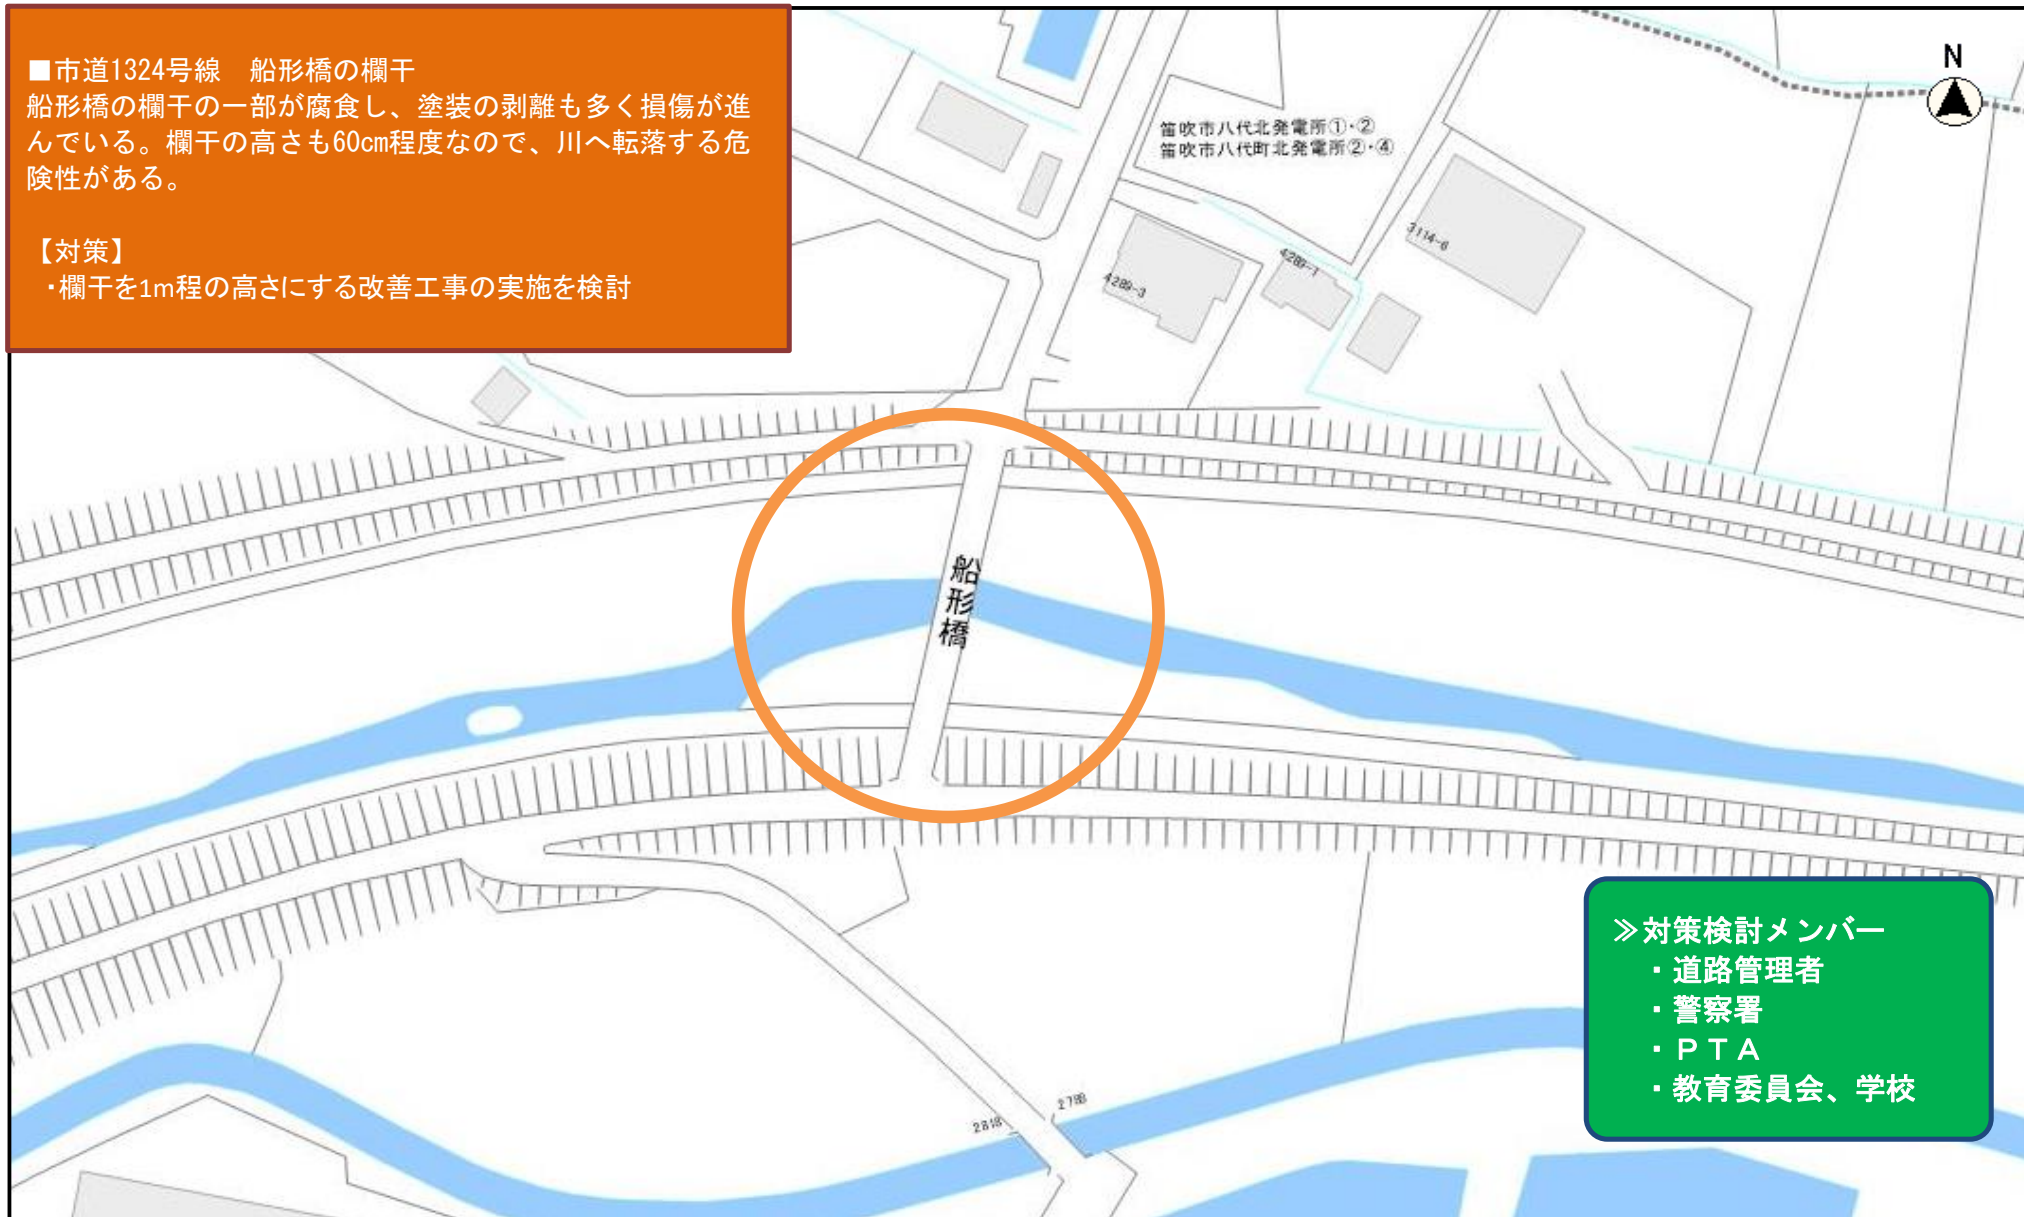 ■市道1324号線　船形橋の欄干
船形橋の欄干の一部が腐食し、塗装の剥離も多く損傷が進
んでいる。欄干の高さも60cm程度なので、川へ転落する危
険性がある。
【対策】
・欄干を1m程の高さにする改善工事の実施を検討
N
笛吹市八代北発電所①・②
笛吹市八代町北発電所②・④
3114-6
4289-1
4289-3
船形橋
≫対策検討メンバー
・道路管理者
・警察署
・ＰＴＡ
・教育委員会、学校
2788
2818